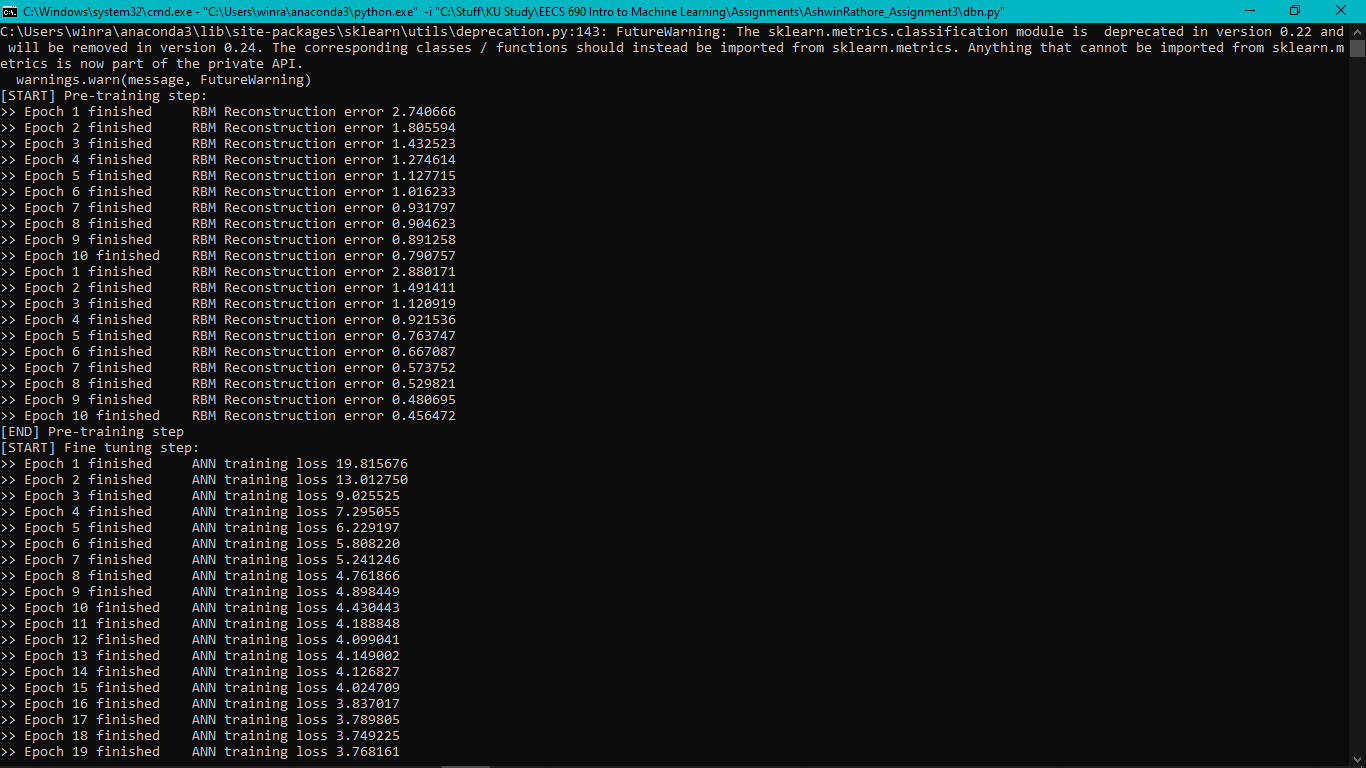 C:\Windows\system32\cmd.exe - "C:\Users\winra\anaconda3\python.exe"  -i "C:\Stuff\KU Study\EECS 690 Intro to Machine Learning\Assignments\AshwinRathore_Assignment3\dbn.py"
C:\Users\winra\anaconda3\lib\site-packages\sklearn\utils\deprecation.py:143: FutureWarning: The sklearn.metrics.classification module is  deprecated in version 0.22 and
 will be removed in version 0.24. The corresponding classes / functions should instead be imported from sklearn.metrics. Anything that cannot be imported from sklearn.m
etrics is now part of the private API.
  warnings.warn(message, FutureWarning)
[START] Pre-training step:
>> Epoch 1 finished     RBM Reconstruction error 2.740666
>> Epoch 2 finished     RBM Reconstruction error 1.805594
>> Epoch 3 finished     RBM Reconstruction error 1.432523
>> Epoch 4 finished     RBM Reconstruction error 1.274614
>> Epoch 5 finished     RBM Reconstruction error 1.127715
>> Epoch 6 finished     RBM Reconstruction error 1.016233
>> Epoch 7 finished     RBM Reconstruction error 0.931797
>> Epoch 8 finished     RBM Reconstruction error 0.904623
>> Epoch 9 finished     RBM Reconstruction error 0.891258
>> Epoch 10 finished    RBM Reconstruction error 0.790757
>> Epoch 1 finished     RBM Reconstruction error 2.880171
>> Epoch 2 finished     RBM Reconstruction error 1.491411
>> Epoch 3 finished     RBM Reconstruction error 1.120919
>> Epoch 4 finished     RBM Reconstruction error 0.921536
>> Epoch 5 finished     RBM Reconstruction error 0.763747
>> Epoch 6 finished     RBM Reconstruction error 0.667087
>> Epoch 7 finished     RBM Reconstruction error 0.573752
>> Epoch 8 finished     RBM Reconstruction error 0.529821
>> Epoch 9 finished     RBM Reconstruction error 0.480695
>> Epoch 10 finished    RBM Reconstruction error 0.456472
[END] Pre-training step
[START] Fine tuning step:
>> Epoch 1 finished     ANN training loss 19.815676
>> Epoch 2 finished     ANN training loss 13.012750
>> Epoch 3 finished     ANN training loss 9.025525
>> Epoch 4 finished     ANN training loss 7.295055
>> Epoch 5 finished     ANN training loss 6.229197
>> Epoch 6 finished     ANN training loss 5.808220
>> Epoch 7 finished     ANN training loss 5.241246
>> Epoch 8 finished     ANN training loss 4.761866
>> Epoch 9 finished     ANN training loss 4.898449
>> Epoch 10 finished    ANN training loss 4.430443
>> Epoch 11 finished    ANN training loss 4.188848
>> Epoch 12 finished    ANN training loss 4.099041
>> Epoch 13 finished    ANN training loss 4.149002
>> Epoch 14 finished    ANN training loss 4.126827
>> Epoch 15 finished    ANN training loss 4.024709
>> Epoch 16 finished    ANN training loss 3.837017
>> Epoch 17 finished    ANN training loss 3.789805
>> Epoch 18 finished    ANN training loss 3.749225
>> Epoch 19 finished    ANN training loss 3.768161